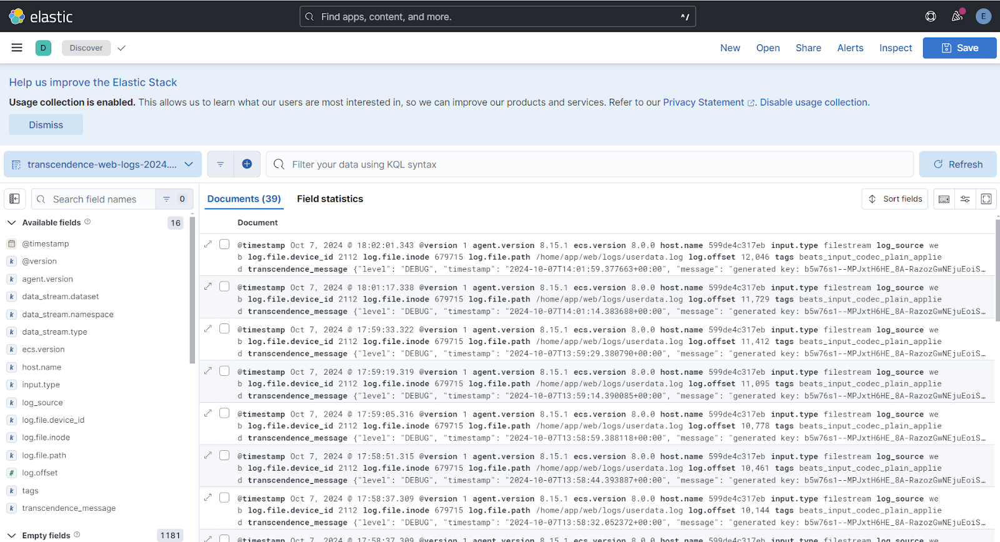 elastic
Find apps, content, and more.
^/
E
D
Discover
New
Open
Share
Alerts
Inspect
Save
Help us improve the Elastic Stack
Usage collection is enabled. This allows us to learn what our users are most interested in, so we can improve our products and services. Refer to our Privacy Statement. Disable usage collection.
Dismiss
transcendence-web-logs-2024....
Filter your data using KQL syntax
Refresh
Search field names
0
Documents (39)
Field statistics
Sort fields
Available fields
16
@timestamp
@version
agent.version
data_stream.dataset
data_stream.namespace
data_stream.type
ecs.version
host.name
input.type
log_source
log.file.device_id
log.file.inode
log.file.path
log.offset
tags
transcendence_message
Empty fields
1181
Document
@timestamp Oct 7, 2024 @ 18:02:01.343 @version 1 agent.version 8.15.1 ecs.version 8.0.0 host.name 599de4c317eb input.type filestream log_source we
b log.file.device_id 2112 log.file.inode 679715 log.file.path /home/app/web/logs/userdata.log log.offset 12,046 tags beats_input_codec_plain_applie
d transcendence_message {"level": "DEBUG", "timestamp": "2024-10-07T14:01:59.377663+00:00", "message": "generated key: b5w76s1--MPJxtH6HE_8A-RazozGwNEjuEoiS…
@timestamp Oct 7, 2024 @ 18:01:17.338 @version 1 agent.version 8.15.1 ecs.version 8.0.0 host.name 599de4c317eb input.type filestream log_source we
b log.file.device_id 2112 log.file.inode 679715 log.file.path /home/app/web/logs/userdata.log log.offset 11,729 tags beats_input_codec_plain_applie
d transcendence_message {"level": "DEBUG", "timestamp": "2024-10-07T14:01:14.383688+00:00", "message": "generated key: b5w76s1--MPJxtH6HE_8A-RazozGwNEjuEoiS…
@timestamp Oct 7, 2024 @ 17:59:33.322 @version 1 agent.version 8.15.1 ecs.version 8.0.0 host.name 599de4c317eb input.type filestream log_source we
b log.file.device_id 2112 log.file.inode 679715 log.file.path /home/app/web/logs/userdata.log log.offset 11,412 tags beats_input_codec_plain_applie
d transcendence_message {"level": "DEBUG", "timestamp": "2024-10-07T13:59:29.380790+00:00", "message": "generated key: b5w76s1--MPJxtH6HE_8A-RazozGwNEjuEoiS…
@timestamp Oct 7, 2024 @ 17:59:19.319 @version 1 agent.version 8.15.1 ecs.version 8.0.0 host.name 599de4c317eb input.type filestream log_source we
b log.file.device_id 2112 log.file.inode 679715 log.file.path /home/app/web/logs/userdata.log log.offset 11,095 tags beats_input_codec_plain_applie
d transcendence_message {"level": "DEBUG", "timestamp": "2024-10-07T13:59:14.390085+00:00", "message": "generated key: b5w76s1--MPJxtH6HE_8A-RazozGwNEjuEoiS…
@timestamp Oct 7, 2024 @ 17:59:05.316 @version 1 agent.version 8.15.1 ecs.version 8.0.0 host.name 599de4c317eb input.type filestream log_source we
b log.file.device_id 2112 log.file.inode 679715 log.file.path /home/app/web/logs/userdata.log log.offset 10,778 tags beats_input_codec_plain_applie
d transcendence_message {"level": "DEBUG", "timestamp": "2024-10-07T13:58:59.388118+00:00", "message": "generated key: b5w76s1--MPJxtH6HE_8A-RazozGwNEjuEoiS…
@timestamp Oct 7, 2024 @ 17:58:51.315 @version 1 agent.version 8.15.1 ecs.version 8.0.0 host.name 599de4c317eb input.type filestream log_source we
b log.file.device_id 2112 log.file.inode 679715 log.file.path /home/app/web/logs/userdata.log log.offset 10,461 tags beats_input_codec_plain_applie
d transcendence_message {"level": "DEBUG", "timestamp": "2024-10-07T13:58:44.393887+00:00", "message": "generated key: b5w76s1--MPJxtH6HE_8A-RazozGwNEjuEoiS…
@timestamp Oct 7, 2024 @ 17:58:37.309 @version 1 agent.version 8.15.1 ecs.version 8.0.0 host.name 599de4c317eb input.type filestream log_source we
b log.file.device_id 2112 log.file.inode 679715 log.file.path /home/app/web/logs/userdata.log log.offset 10,144 tags beats_input_codec_plain_applie
d transcendence_message {"level": "DEBUG", "timestamp": "2024-10-07T13:58:32.052372+00:00", "message": "generated key: b5w76s1--MPJxtH6HE_8A-RazozGwNEjuEoiS…
@timestamp Oct 7, 2024 @ 17:58:37.309 @version 1 agent.version 8.15.1 ecs.version 8.0.0 host.name 599de4c317eb input.type filestream log_source we